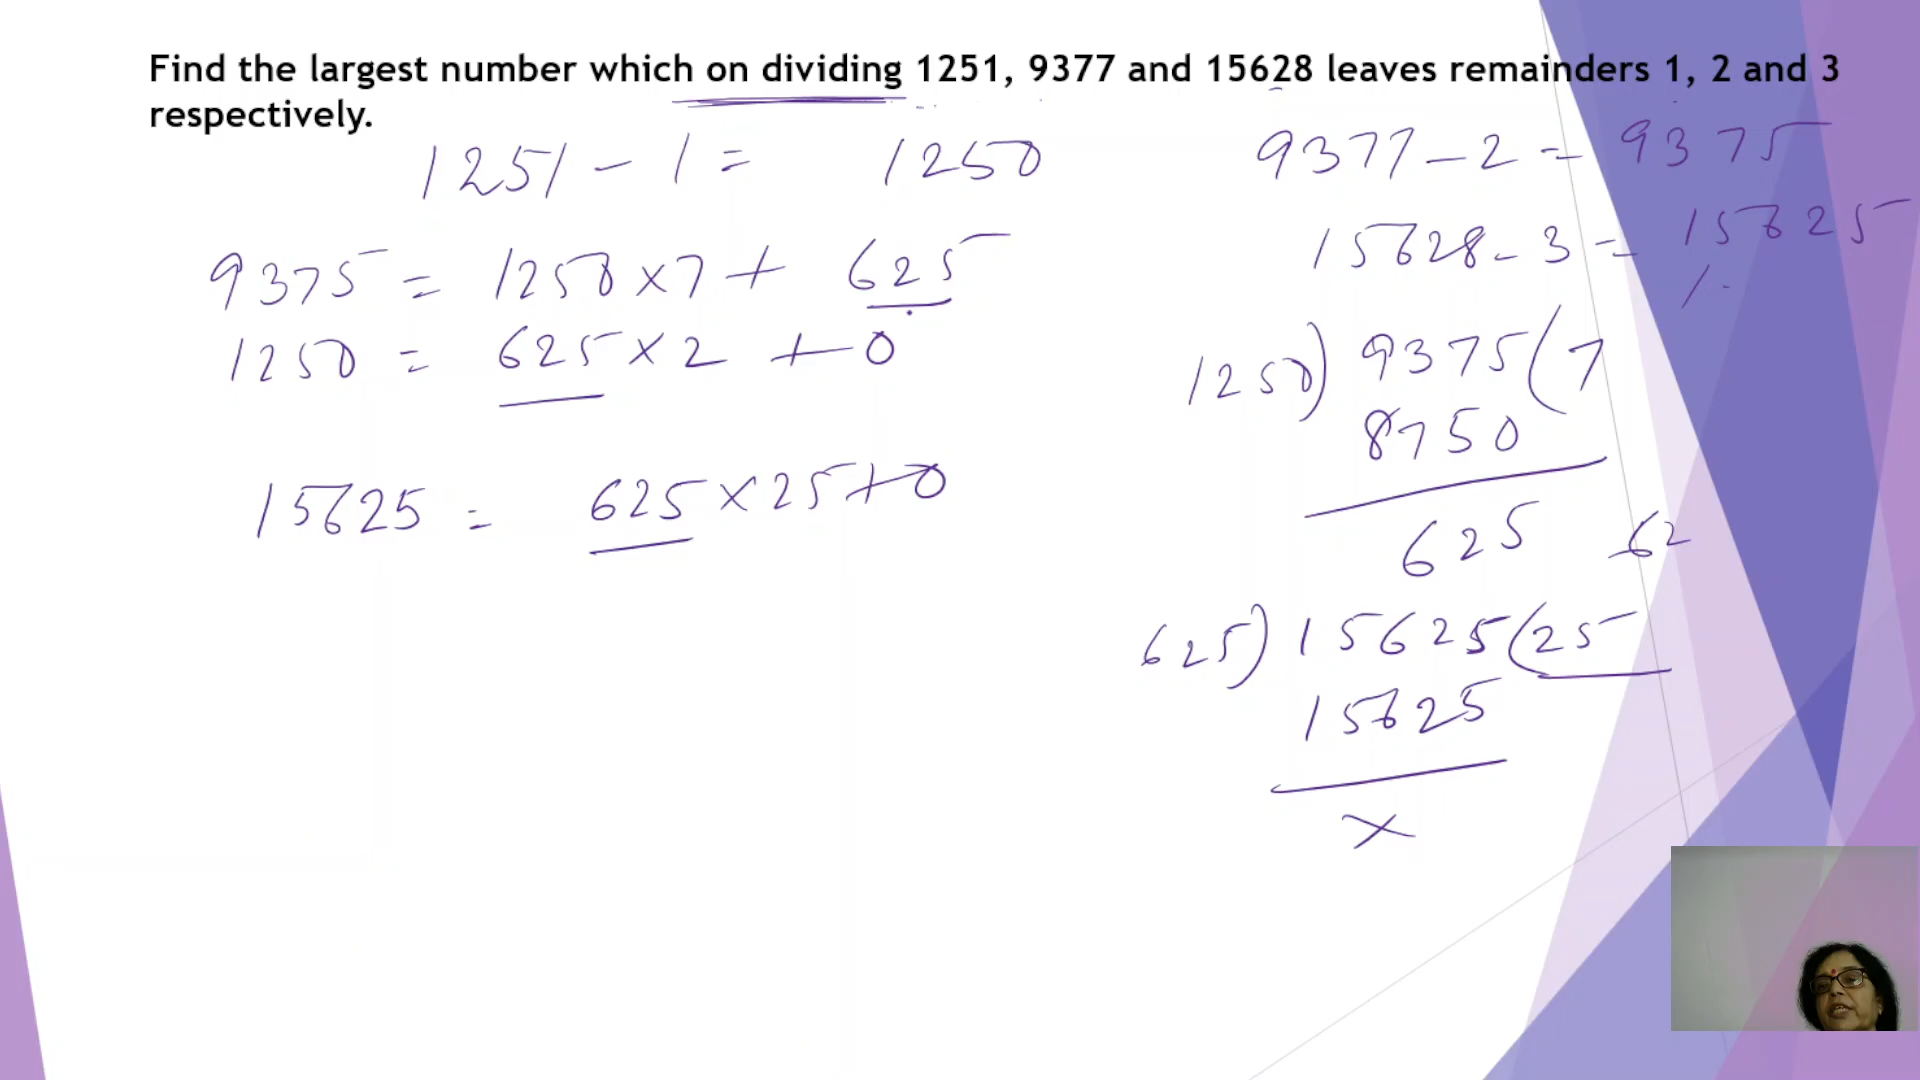 Find the largest number which on dividing 1251, 9377 and 15628 leaves remainders 1, 2 and 3
respectively.
1251 - 1 = 1250
9377 - 2 = 9375
15628 - 3 = 15625
9375 = 1250 x 7 + 625
1250 = 625 x 2 + 0
15625 = 625 x 25 + 0
1250) 9375 (7
8750
625
62
625) 15625 (25
15625
x